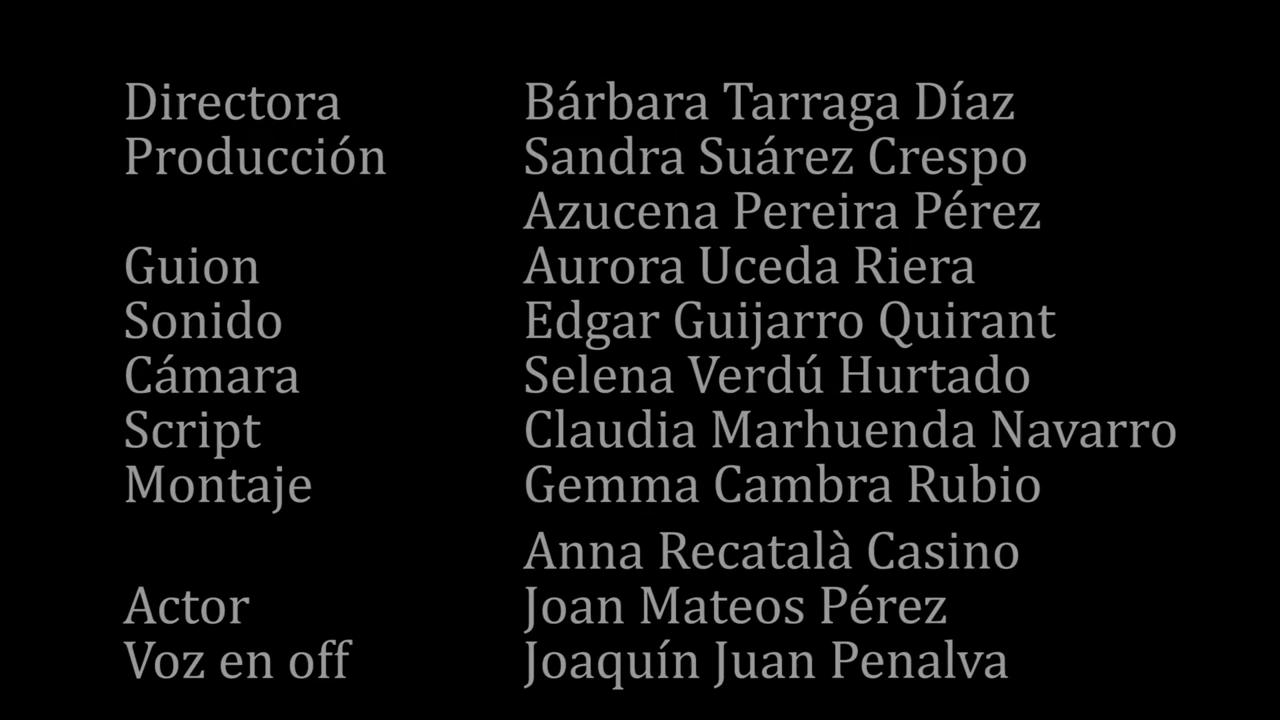 Directora Bárbara Tarraga Díaz
Producción Sandra Suárez Crespo
Azucena Pereira Pérez
Guion Aurora Uceda Riera
Sonido Edgar Guijarro Quirant
Cámara Selena Verdú Hurtado
Script Claudia Marhuenda Navarro
Montaje Gemma Cambra Rubio
Anna Recatalà Casino
Actor Joan Mateos Pérez
Voz en off Joaquín Juan Penalva